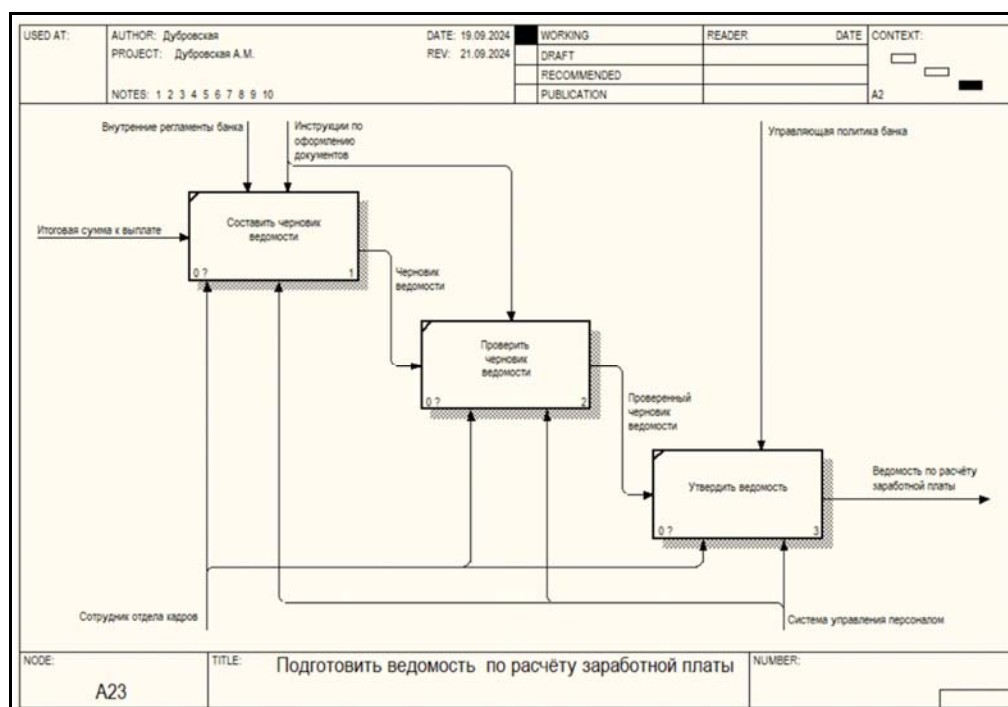 USED AT:
AUTHOR: Дубровская
DATE: 19.09.2024
PROJECT: Дубровская А.М.
REV: 21.09.2024
NOTES: 1 2 3 4 5 6 7 8 9 10
WORKING
DRAFT
RECOMMENDED
PUBLICATION
READER
DATE
CONTEXT:
A2
Внутренние регламенты банка
Инструкции по
оформлению
документов
Управляющая политика банка
Итоговая сумма к выплате
Составить черновик
ведомости
0 ?
1
Черновик
ведомости
Проверить
черновик
ведомости
0 ?
2
Проверенный
черновик
ведомости
Утвердить ведомость
0 ?
3
Ведомость по расчёту
заработной платы
Сотрудник отдела кадров
Система управления персоналом
NODE:
A23
TITLE:
Подготовить ведомость по расчёту заработной платы
NUMBER: